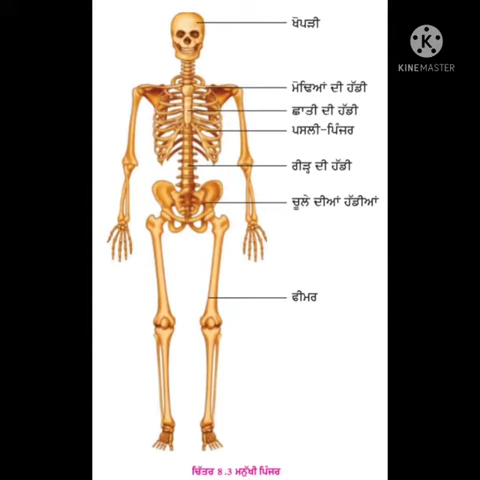 ਖੋਪੜੀ
K
KINEMASTER
ਮੋਢਿਆਂ ਦੀ ਹੱਡੀ
ਛਾਤੀ ਦੀ ਹੱਡੀ
ਪਸਲੀ-ਪਿੰਜਰ
ਰੀੜ੍ਹ ਦੀ ਹੱਡੀ
ਚੂਲੇ ਦੀਆਂ ਹੱਡੀਆਂ
ਫੀਮਰ
ਚਿੱਤਰ 8.3 ਮਨੁੱਖੀ ਪਿੰਜਰ